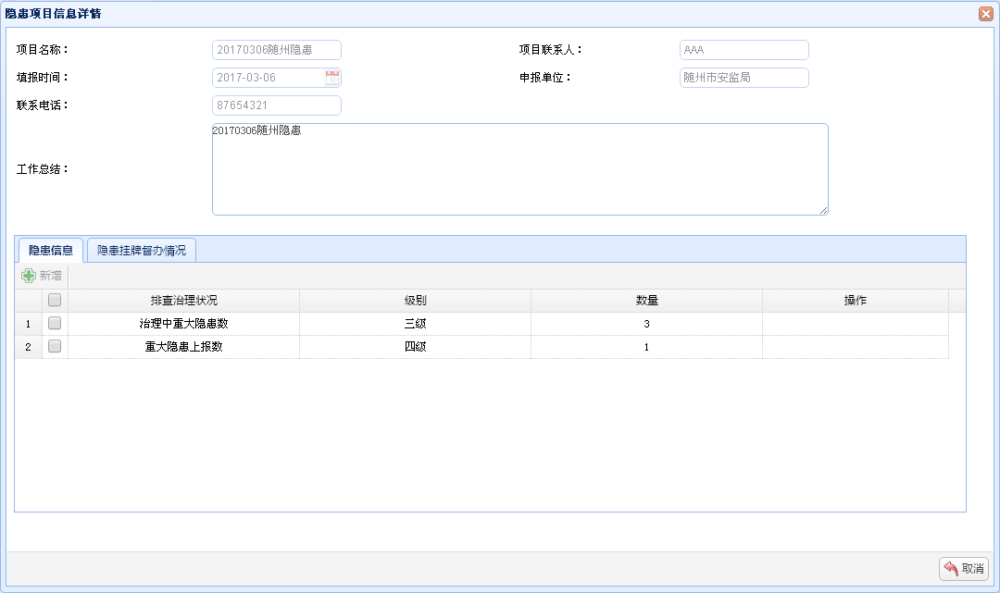 隐患项目信息详情
项目名称： 20170306随州隐患 项目联系人： AAA
填报时间： 2017-03-06 申报单位： 随州市安监局
联系电话： 87654321
20170306随州隐患
工作总结：
隐患信息 隐患挂牌督办情况
新增
排查治理状况 级别 数量 操作
1 治理中重大隐患数 三级 3
2 重大隐患上报数 四级 1
取消